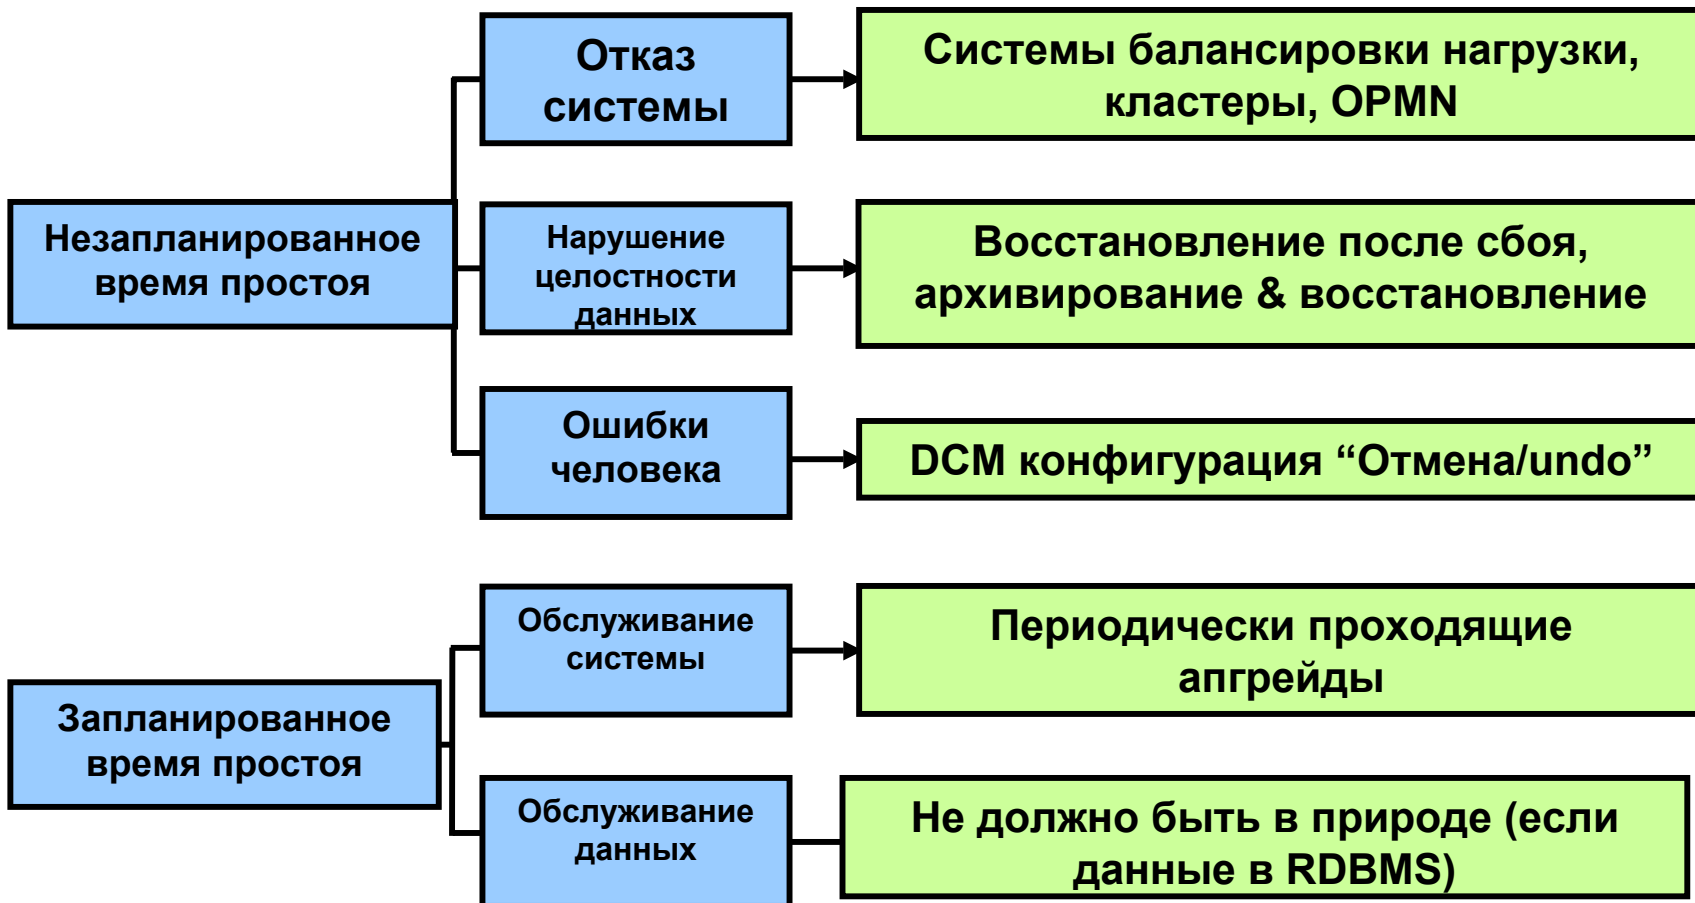 Отказ
системы
Системы балансировки нагрузки,
кластеры, OPMN
Незапланированное
время простоя
Нарушение
целостности
данных
Восстановление после сбоя,
архивирование & восстановление
Ошибки
человека
DCM конфигурация “Отмена/undo”
Обслуживание
системы
Периодически проходящие
апгрейды
Запланированное
время простоя
Обслуживание
данных
Не должно быть в природе (если
данные в RDBMS)